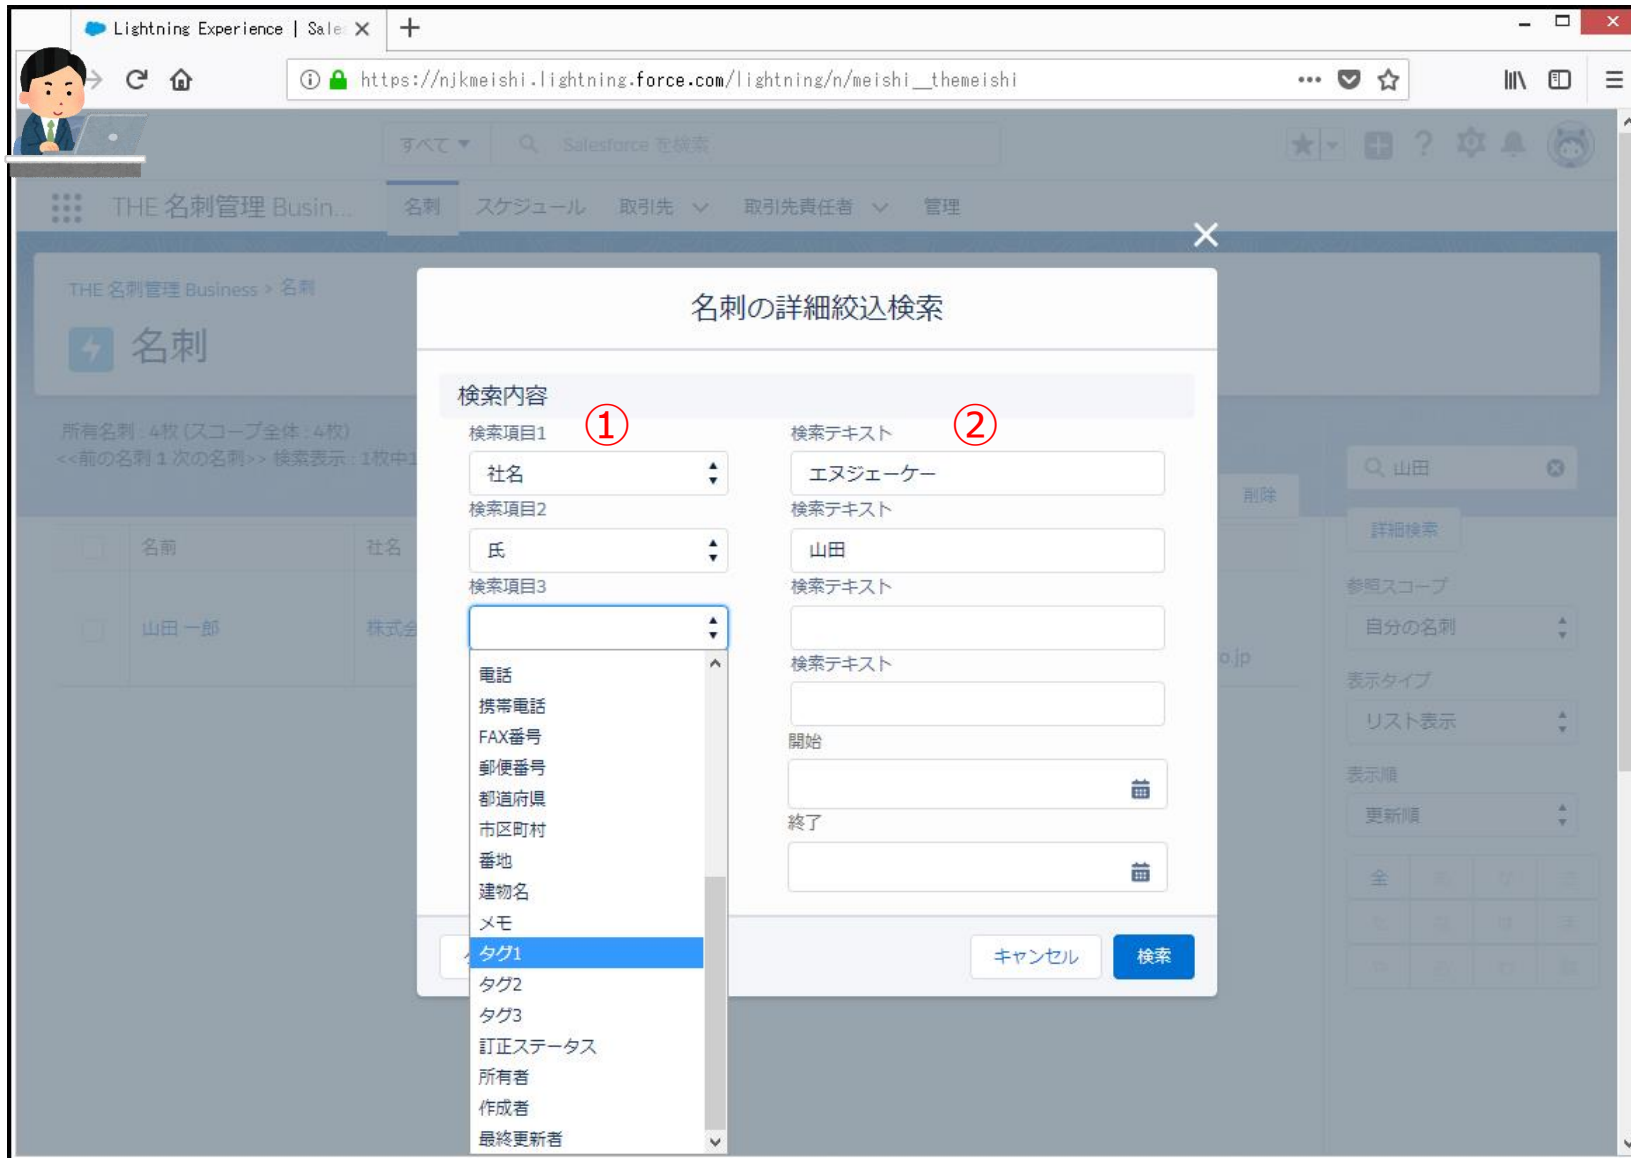 Lightning Experience | Sale
https://njkmeishi.lightning.force.com/lightning/n/meishi__themeishi
すべて
Salesforce を検索
THE 名刺管理 Busin...
名刺
スケジュール
取引先
取引先責任者
管理
THE 名刺管理 Business > 名刺
名刺
所有名刺 : 4枚 (スコープ全体 : 4枚)
<<前の名刺 1 次の名刺>> 検索表示 : 1枚中1
削除
名前
社名
山田 一郎
株式会
o.jp
名刺の詳細絞込検索
検索内容
①
②
検索項目1
検索テキスト
社名
エヌジェーケー
検索項目2
検索テキスト
氏
山田
検索項目3
検索テキスト
検索テキスト
開始
終了
電話
携帯電話
FAX番号
郵便番号
都道府県
市区町村
番地
建物名
メモ
タグ1
タグ2
タグ3
訂正ステータス
所有者
作成者
最終更新者
キャンセル
検索
山田
詳細検索
参照スコープ
自分の名刺
表示タイプ
リスト表示
表示順
更新順
全